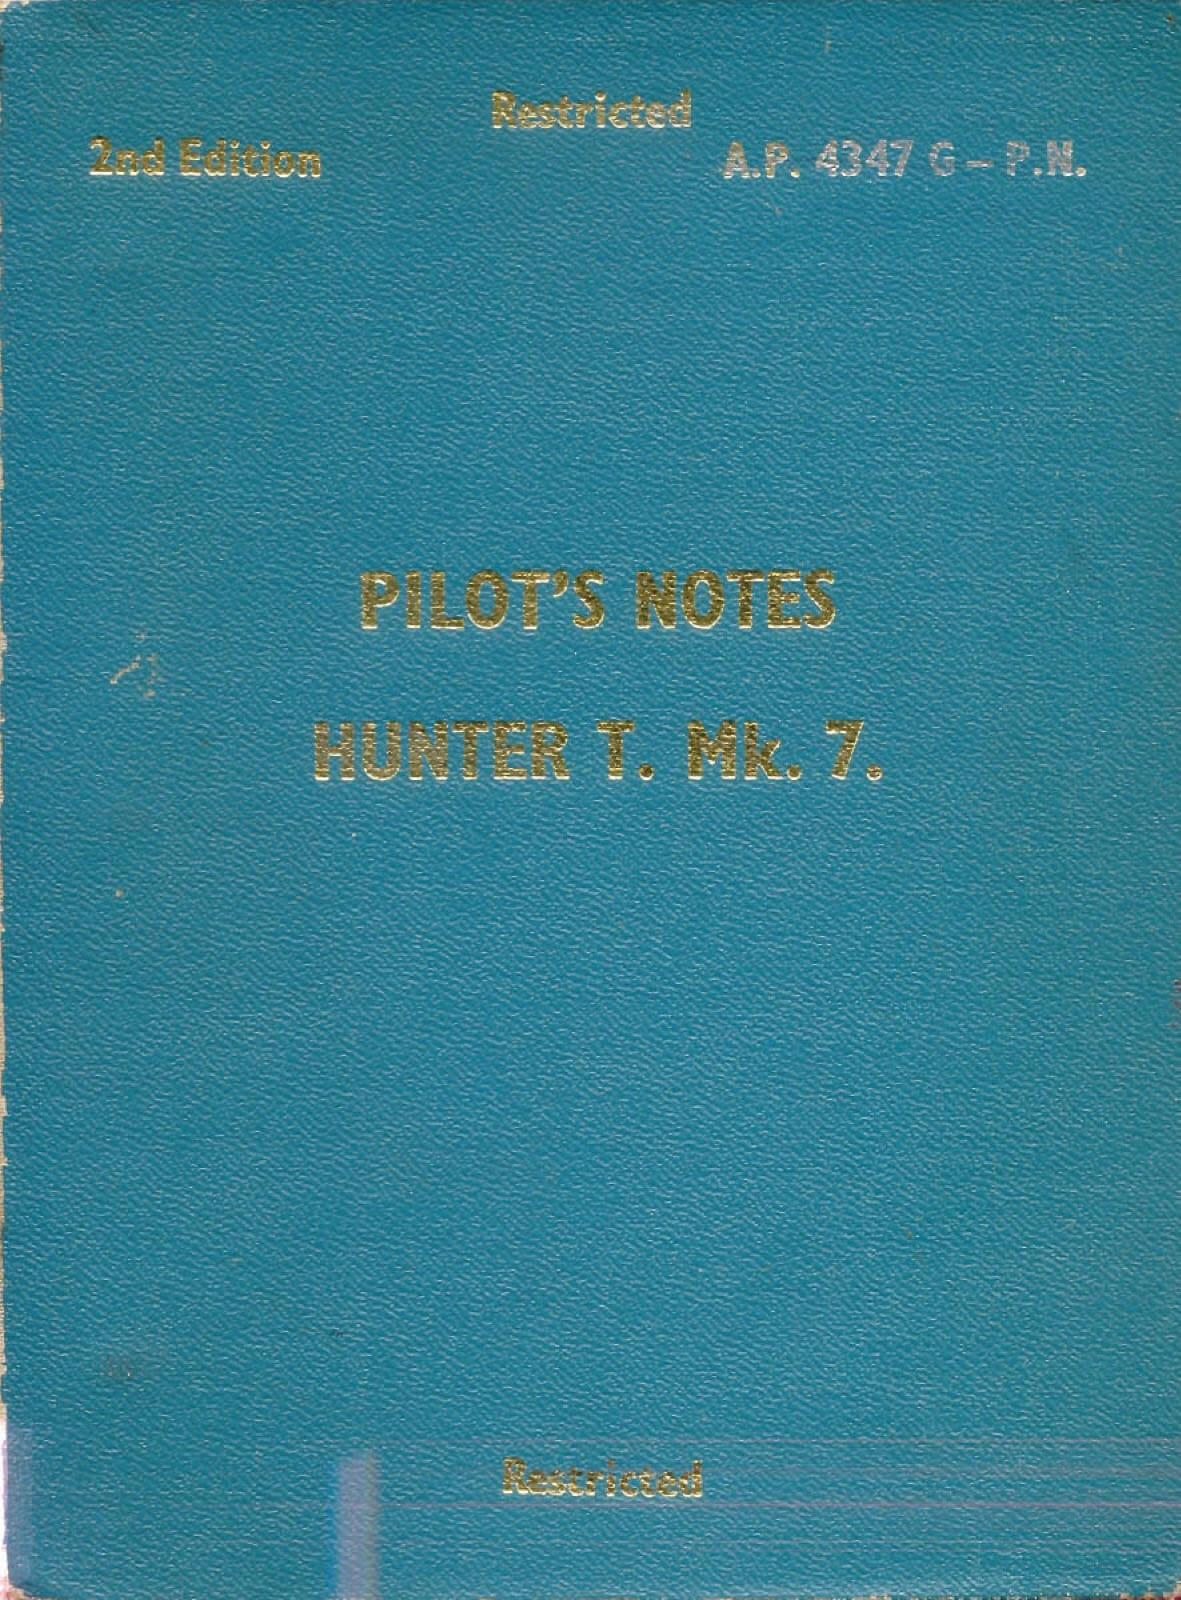 Restricted
2nd Edition A.P. 4347 G – P.N.
PILOT'S NOTES
HUNTER T. Mk. 7.
Restricted